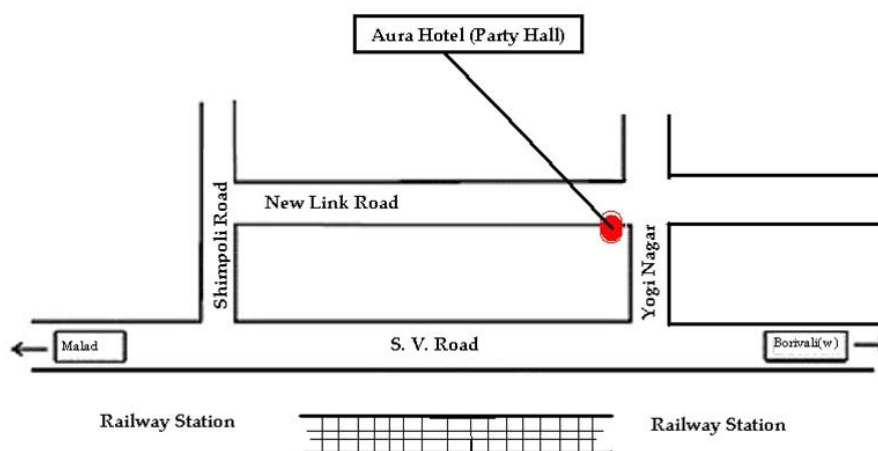 Aura Hotel (Party Hall)
New Link Road
Shimpoli Road
Yogi Nagar
S. V. Road
Malad
Borivali(w)
Railway Station
Railway Station